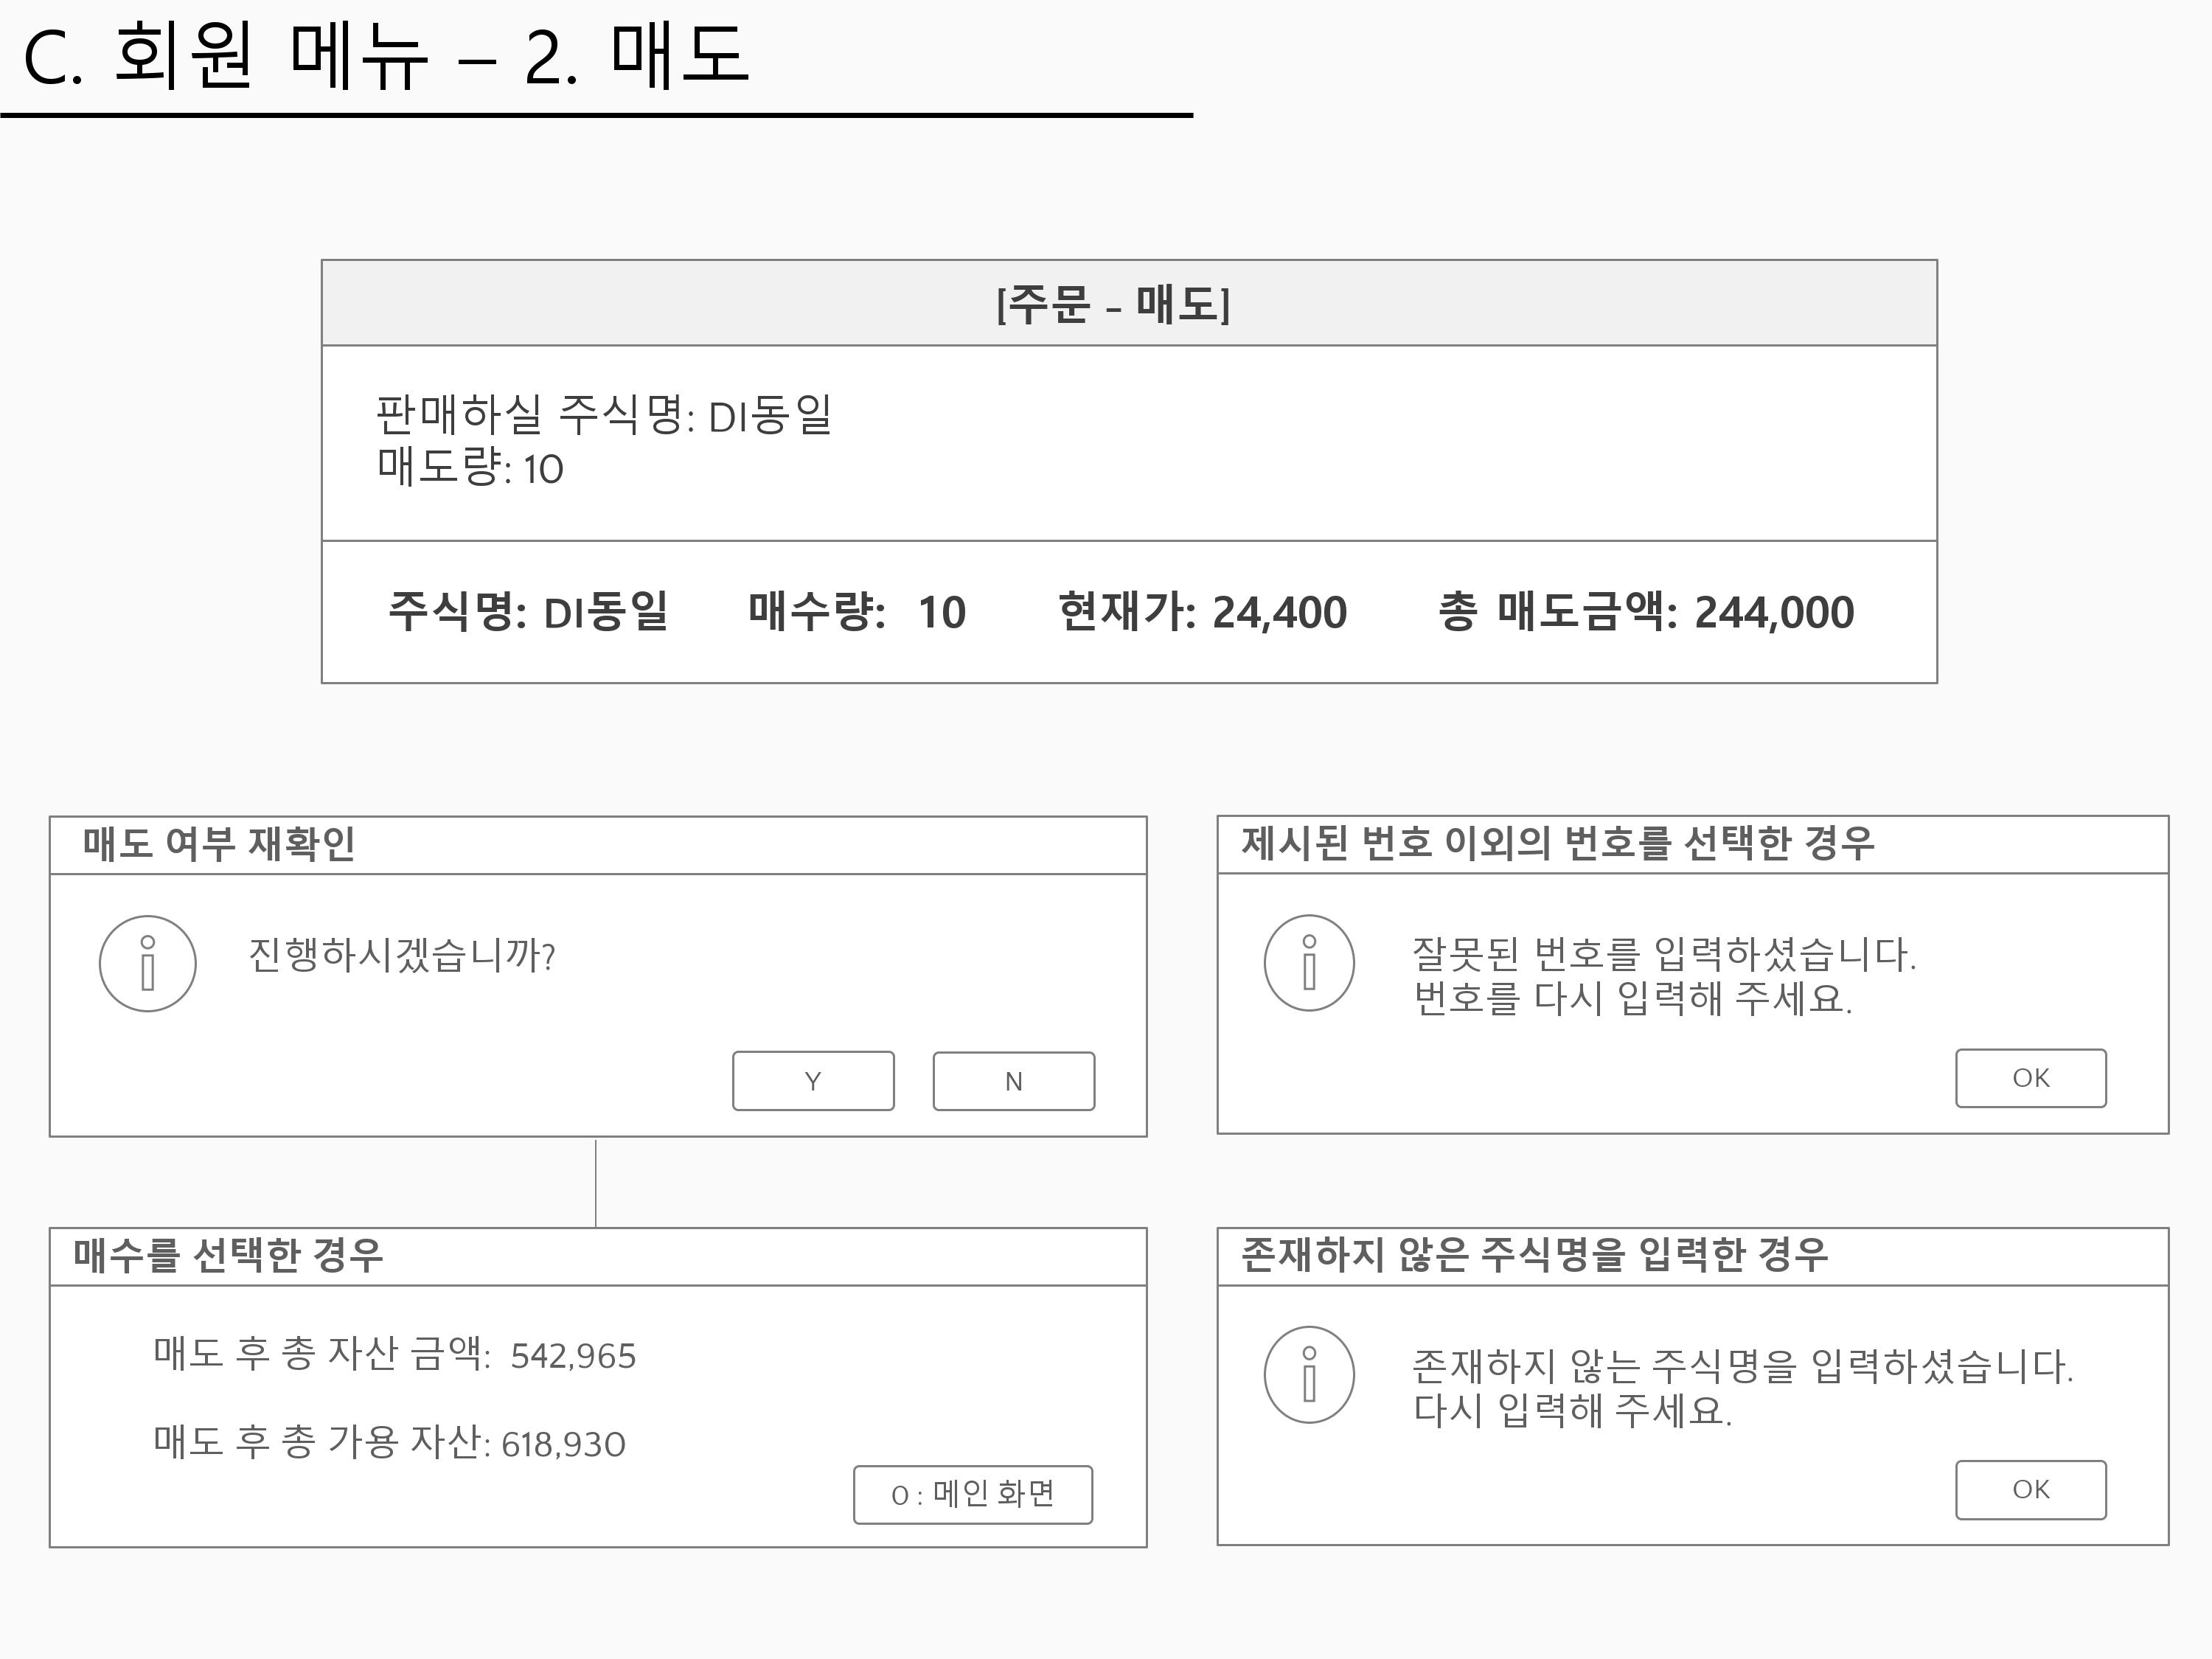 C. 회원 메뉴 – 2. 매도
[주문 - 매도]
판매하실 주식명: DI동일
매도량: 10
주식명: DI동일 매수량: 10 현재가: 24,400 총 매도금액: 244,000
매도 여부 재확인
진행하시겠습니까?
Y N
제시된 번호 이외의 번호를 선택한 경우
잘못된 번호를 입력하셨습니다.
번호를 다시 입력해 주세요.
OK
매수를 선택한 경우
매도 후 총 자산 금액: 542,965
매도 후 총 가용 자산: 618,930
0 : 메인 화면
존재하지 않은 주식명을 입력한 경우
존재하지 않는 주식명을 입력하셨습니다.
다시 입력해 주세요.
OK